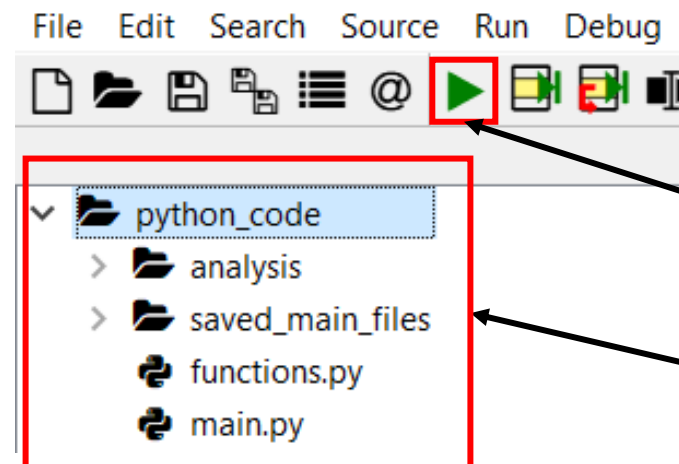 File Edit Search Source Run Debug
@
python_code
analysis
saved_main_files
functions.py
main.py